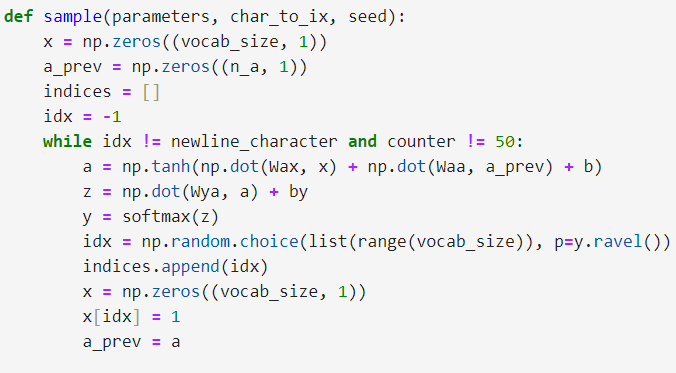 def sample(parameters, char_to_ix, seed):
    x = np.zeros((vocab_size, 1))
    a_prev = np.zeros((n_a, 1))
    indices = []
    idx = -1
    while idx != newline_character and counter != 50:
        a = np.tanh(np.dot(Wax, x) + np.dot(Waa, a_prev) + b)
        z = np.dot(Wya, a) + by
        y = softmax(z)
        idx = np.random.choice(list(range(vocab_size)), p=y.ravel())
        indices.append(idx)
        x = np.zeros((vocab_size, 1))
        x[idx] = 1
        a_prev = a